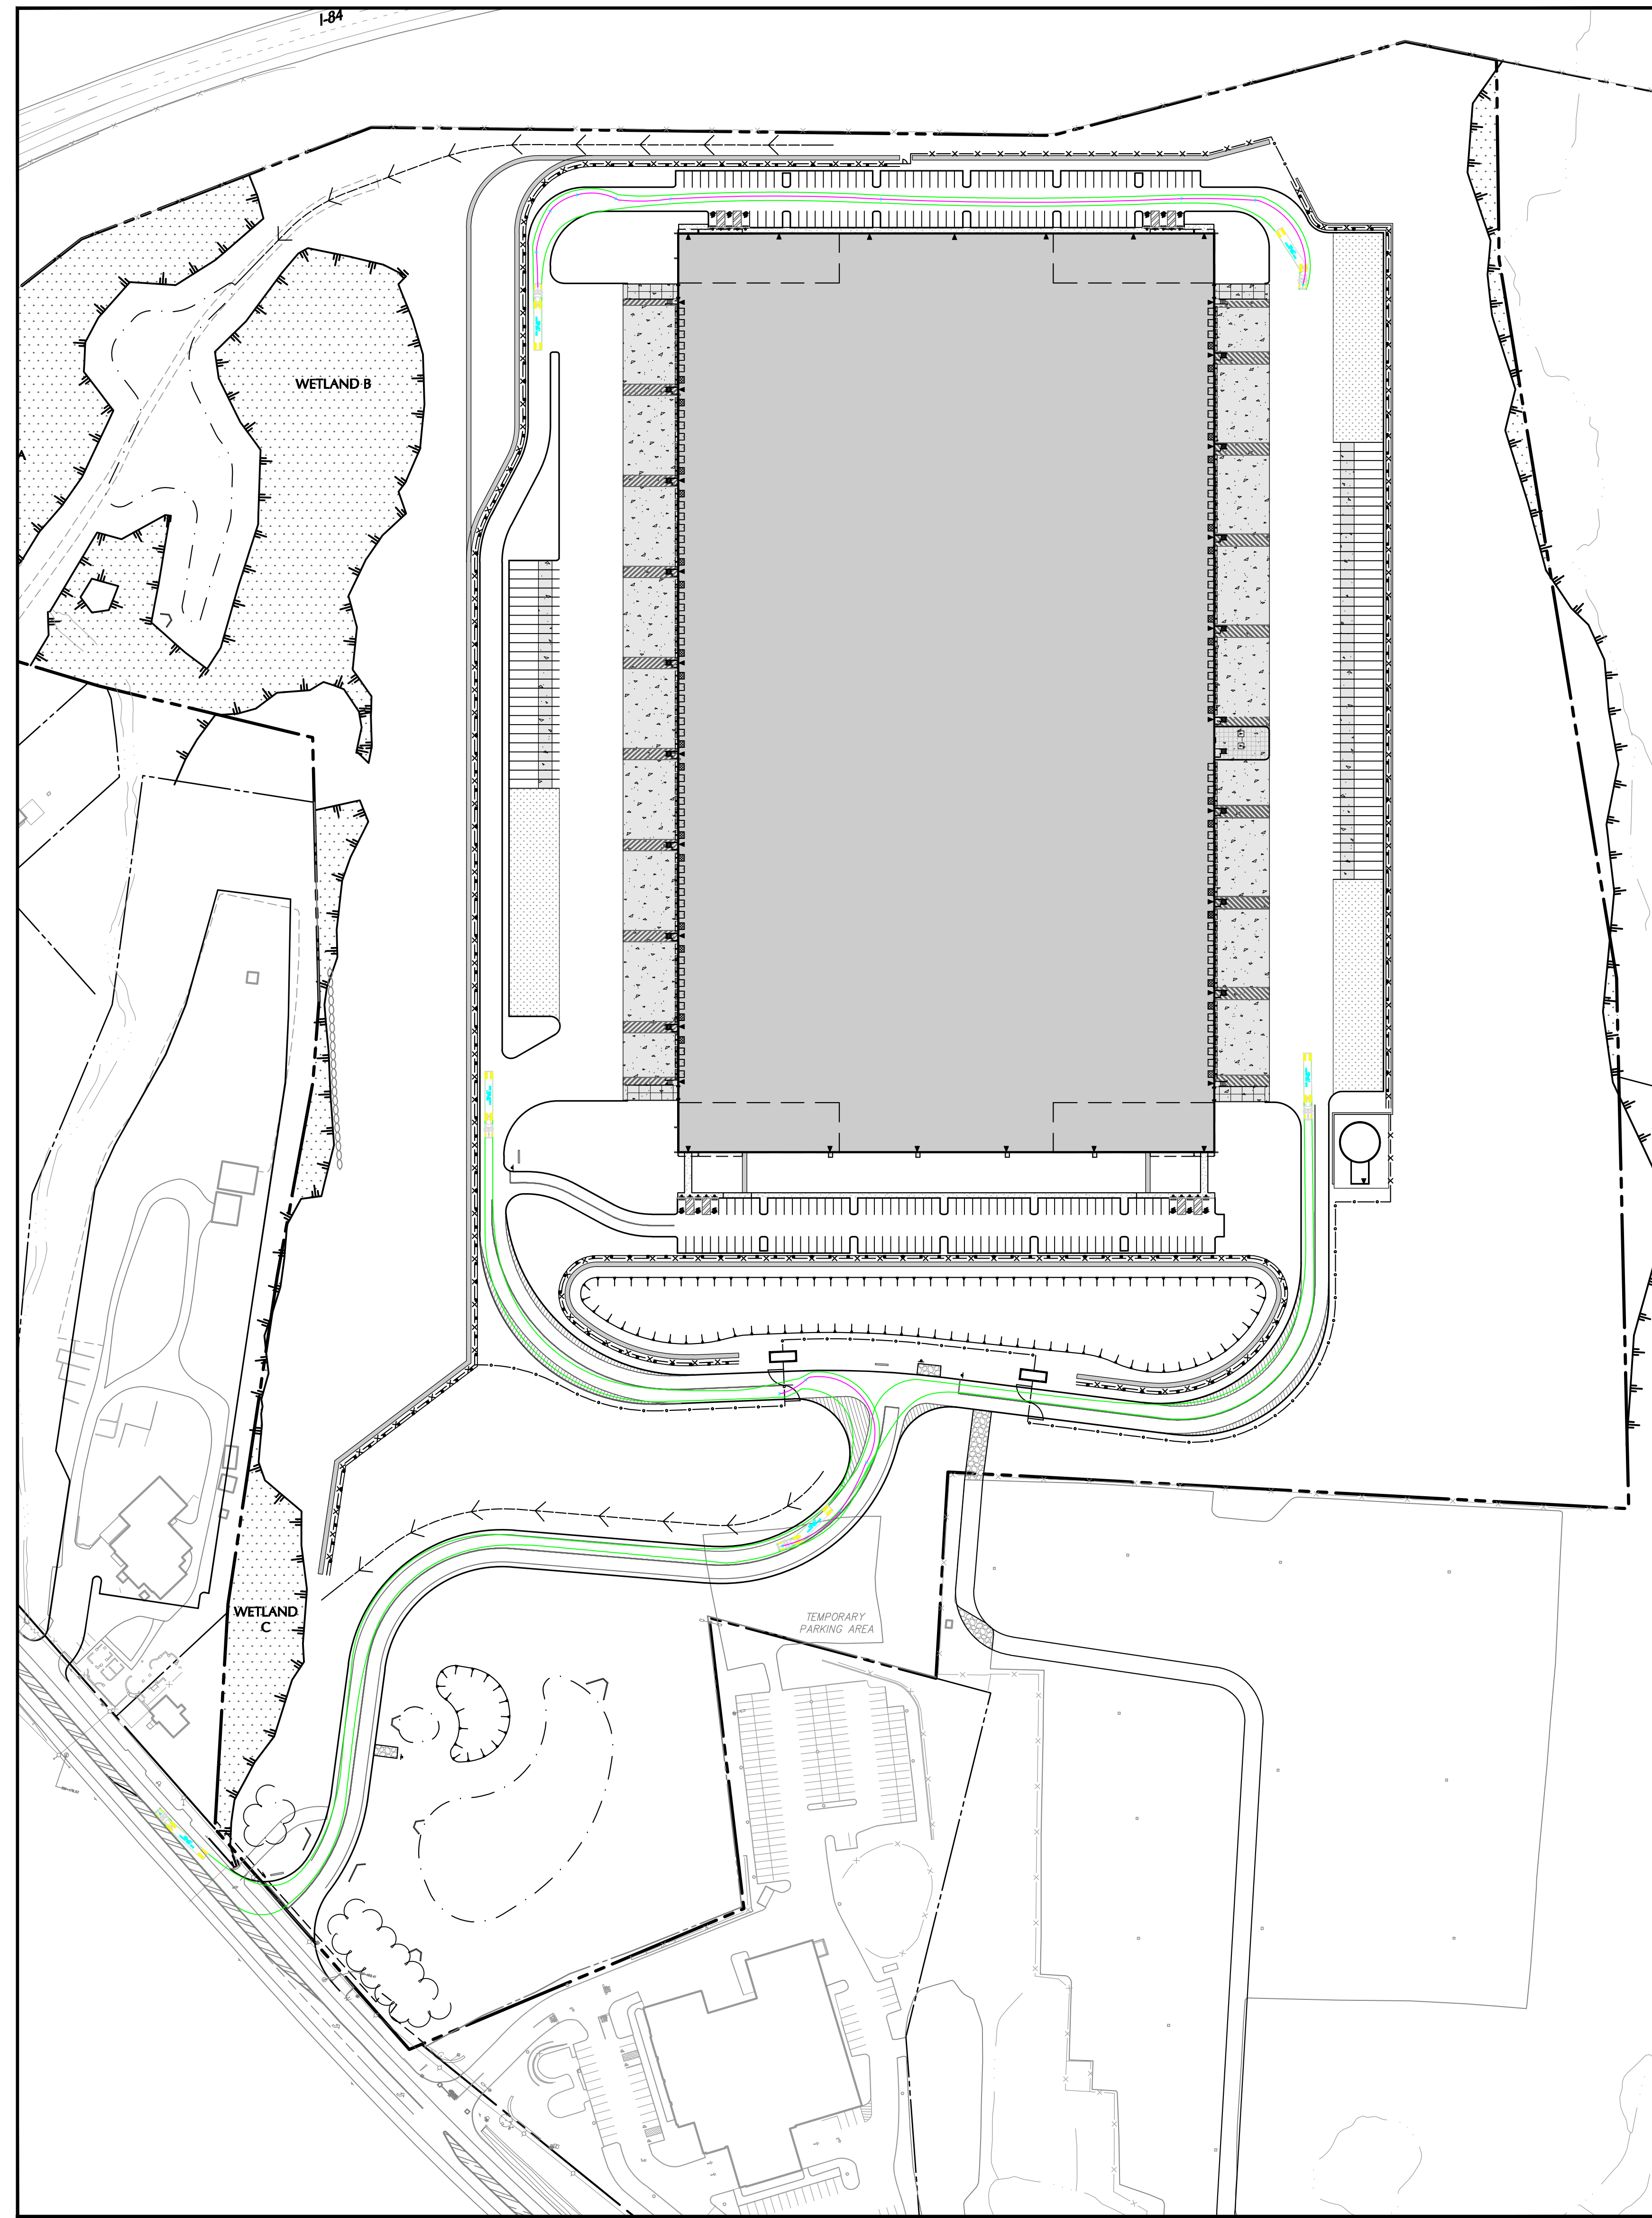 I-84
WETLAND B
A
WETLAND
C
TEMPORARY
PARKING AREA